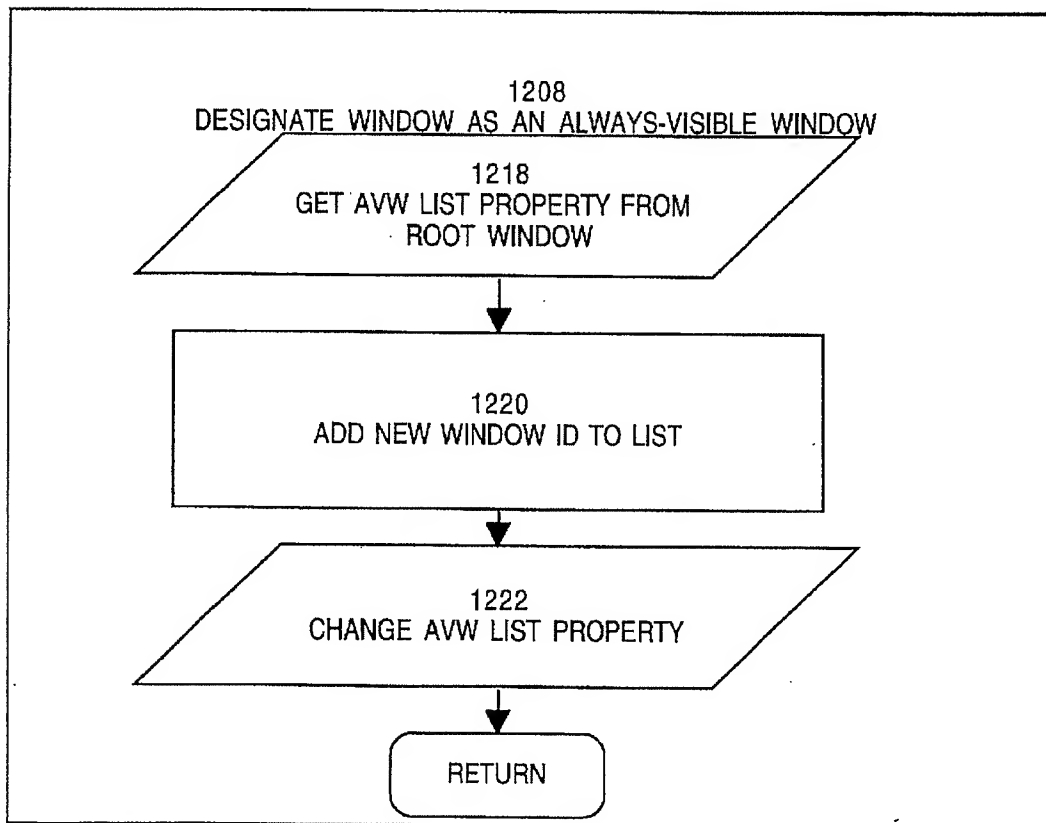 1208
DESIGNATE WINDOW AS AN ALWAYS-VISIBLE WINDOW
1218
GET AVW LIST PROPERTY FROM
ROOT WINDOW
1220
ADD NEW WINDOW ID TO LIST
1222
CHANGE AVW LIST PROPERTY
RETURN